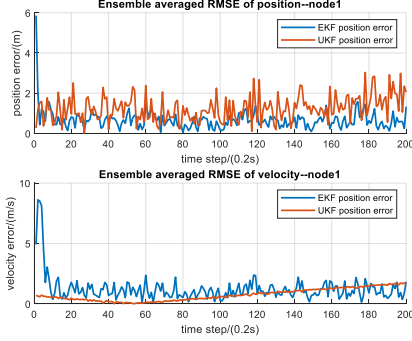 Ensemble averaged RMSE of position--node1
6
4
2
0
position error/(m)
EKF position error
UKF position error
0 20 40 60 80 100 120 140 160 180 200
time step/(0.2s)
Ensemble averaged RMSE of velocity--node1
10
5
0
velocity error/(m/s)
EKF position error
UKF position error
0 20 40 60 80 100 120 140 160 180 200
time step/(0.2s)